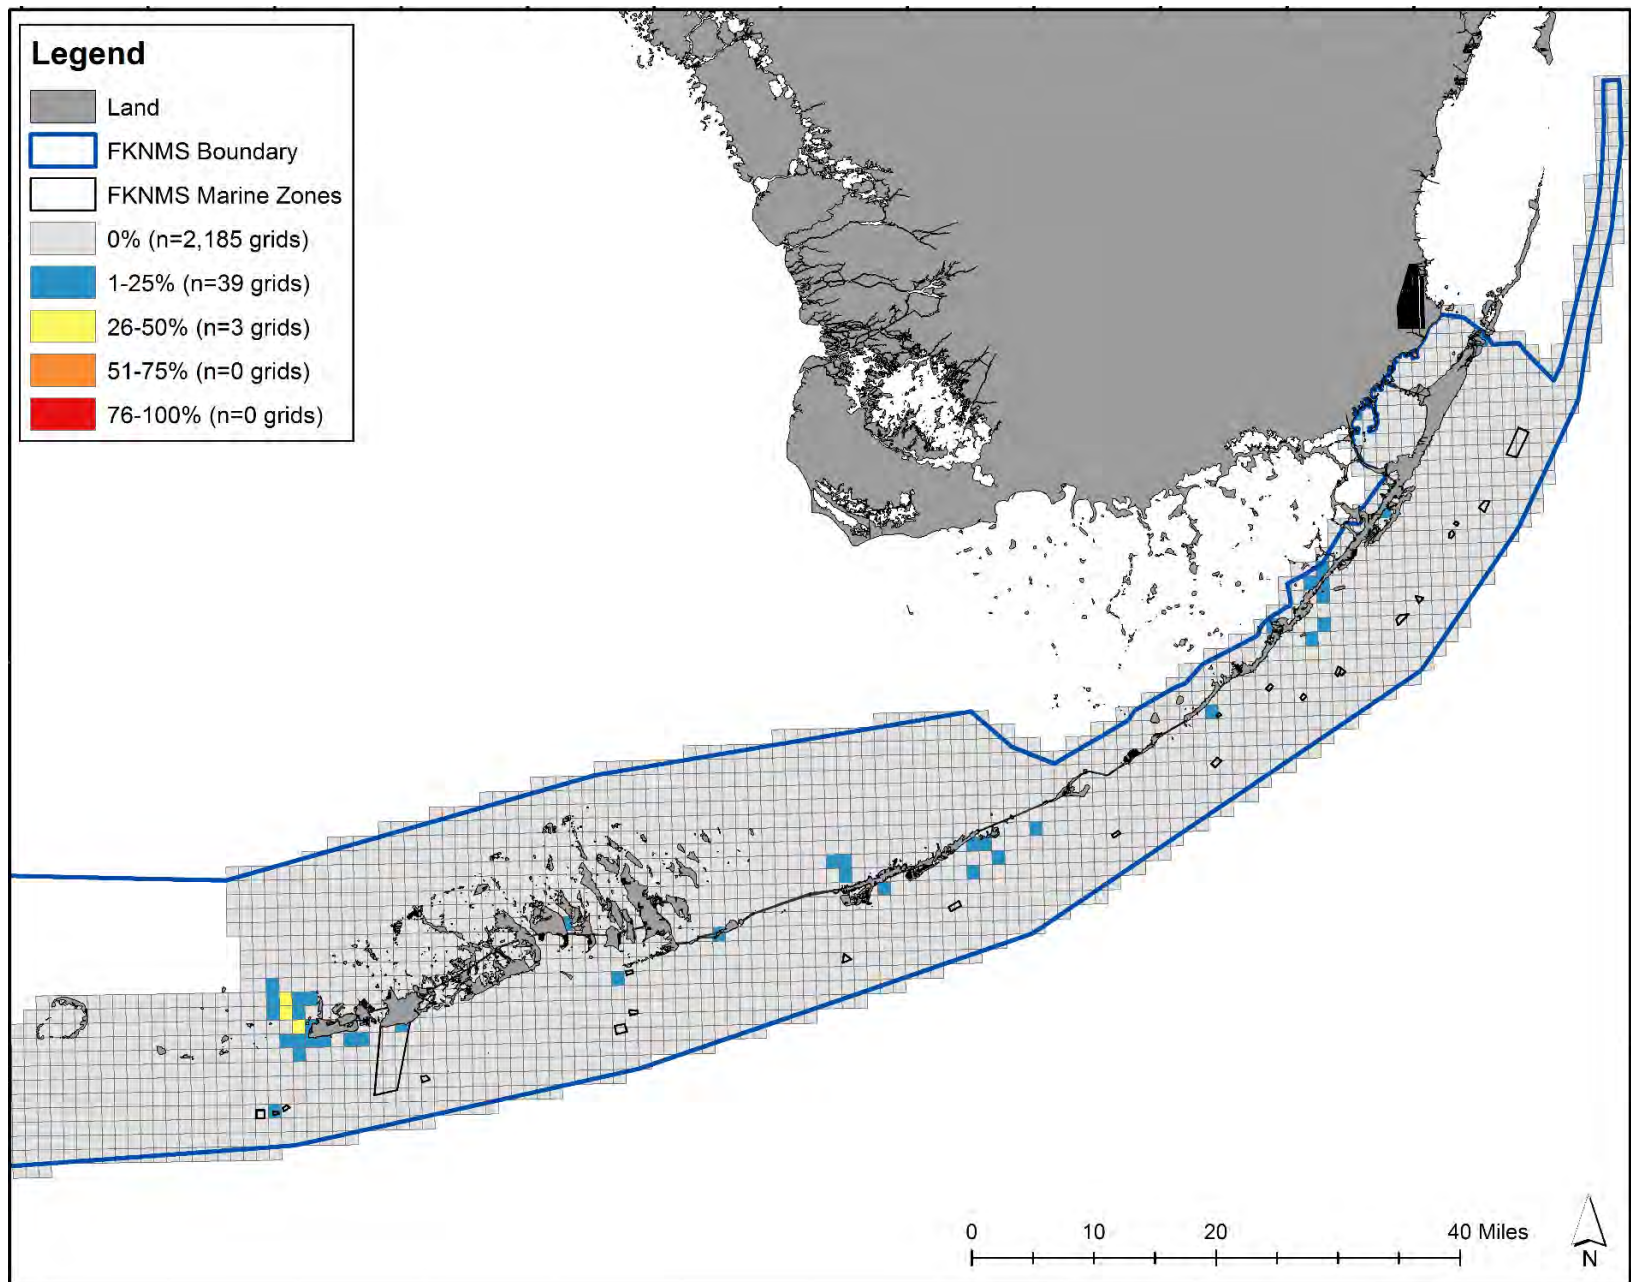 Legend
Land
FKNMS Boundary
FKNMS Marine Zones
0% (n=2,185 grids)
1-25% (n=39 grids)
26-50% (n=3 grids)
51-75% (n=0 grids)
76-100% (n=0 grids)
0 10 20 40 Miles
N